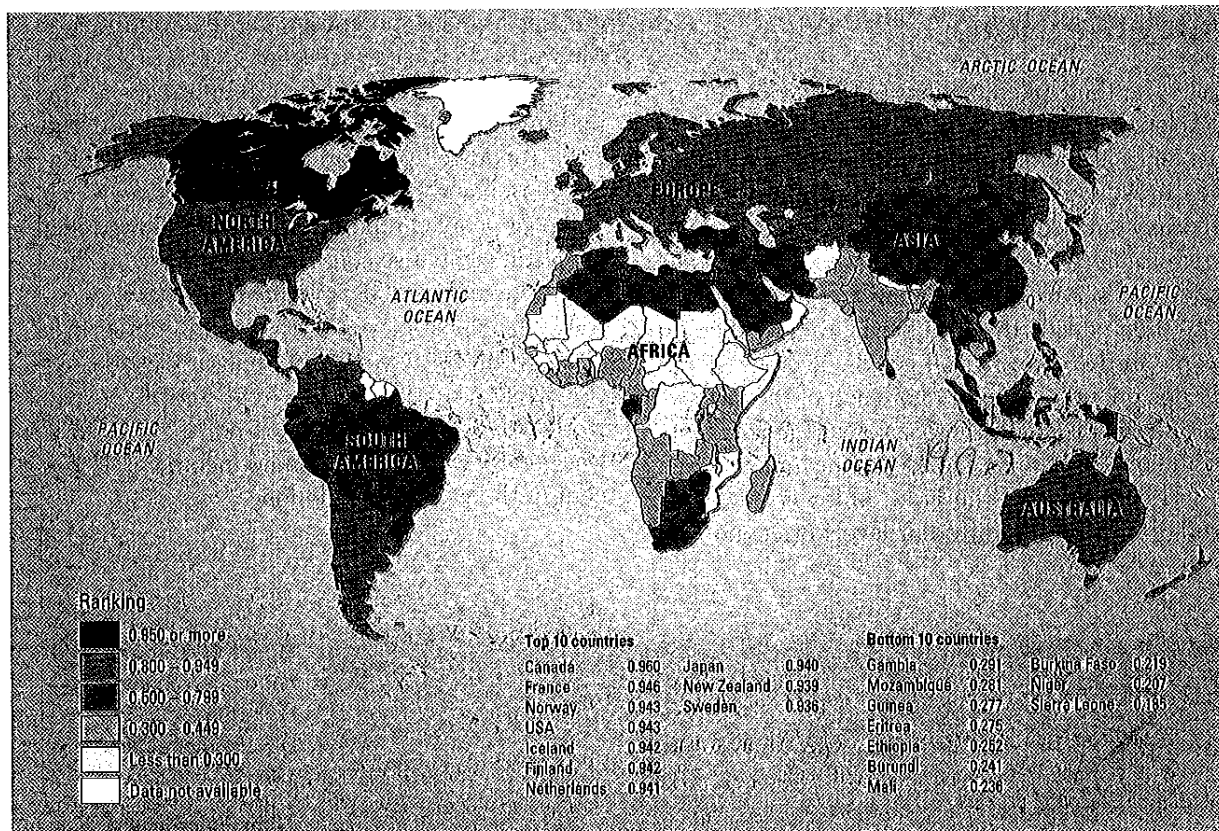 ARCTIC OCEAN
NORTH
AMERICA
EUROPE
ASIA
ATLANTIC
OCEAN
PACIFIC
OCEAN
AFRICA
PACIFIC
OCEAN
SOUTH
AMERICA
INDIAN
OCEAN
AUSTRALIA
Ranking
0.950 or more
0.800 – 0.949
0.500 – 0.799
0.300 – 0.449
Less than 0.300
Data not available
Top 10 countries
Canada 0.960 Japan 0.940
France 0.946 New Zealand 0.939
Norway 0.943 Sweden 0.936
USA 0.943
Iceland 0.942
Finland 0.942
Netherlands 0.941
Bottom 10 countries
Gambia 0.291 Burkina Faso 0.219
Mozambique 0.281 Niger 0.207
Guinea 0.277 Sierra Leone 0.185
Eritrea 0.275
Ethiopia 0.252
Burundi 0.241
Mali 0.236